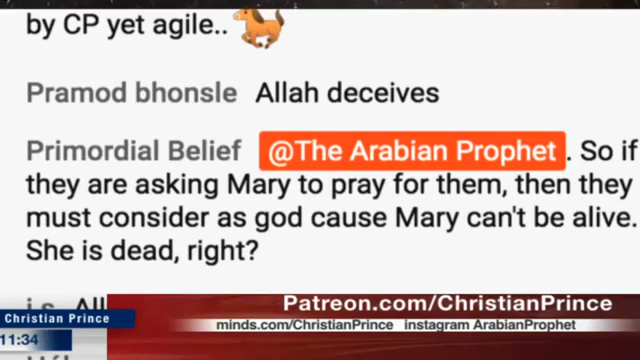 by CP yet agile..
Pramod bhonsle Allah deceives
Primordial Belief @The Arabian Prophet. So if
they are asking Mary to pray for them, then they
must consider as god cause Mary can't be alive.
She is dead, right?
Patreon.com/ChristianPrince
Christian Prince
minds.com/ChristianPrince instagram ArabianProphet
11:34